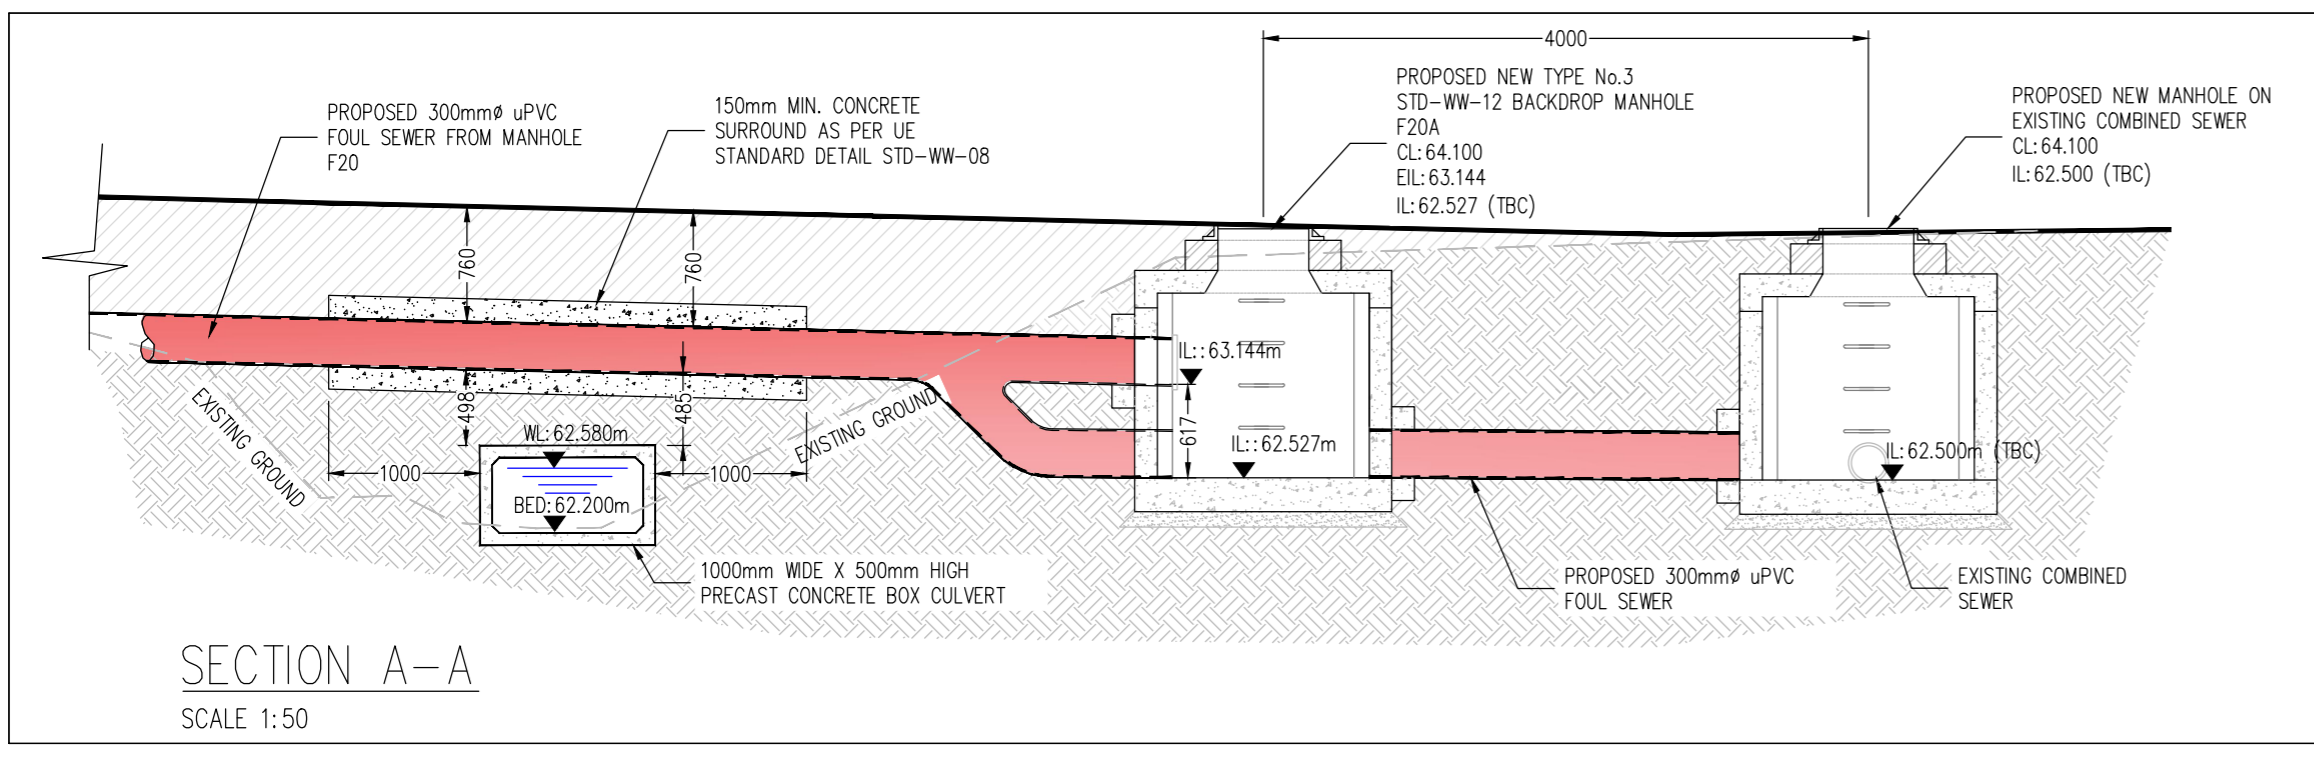 4000
PROPOSED 300mmø uPVC
FOUL SEWER FROM MANHOLE
F20
150mm MIN. CONCRETE
SURROUND AS PER UE
STANDARD DETAIL STD-WW-08
PROPOSED NEW TYPE No.3
STD-WW-12 BACKDROP MANHOLE
F20A
CL:64.100
EIL:63.144
IL:62.527 (TBC)
PROPOSED NEW MANHOLE ON
EXISTING COMBINED SEWER
CL:64.100
IL:62.500 (TBC)
760
760
IL::63.144m
498
485
617
EXISTING GROUND
EXISTING GROUND
WL:62.580m
IL::62.527m
IL:62.500m (TBC)
1000
1000
BED:62.200m
1000mm WIDE X 500mm HIGH
PRECAST CONCRETE BOX CULVERT
PROPOSED 300mmø uPVC
FOUL SEWER
EXISTING COMBINED
SEWER
SECTION A-A
SCALE 1:50